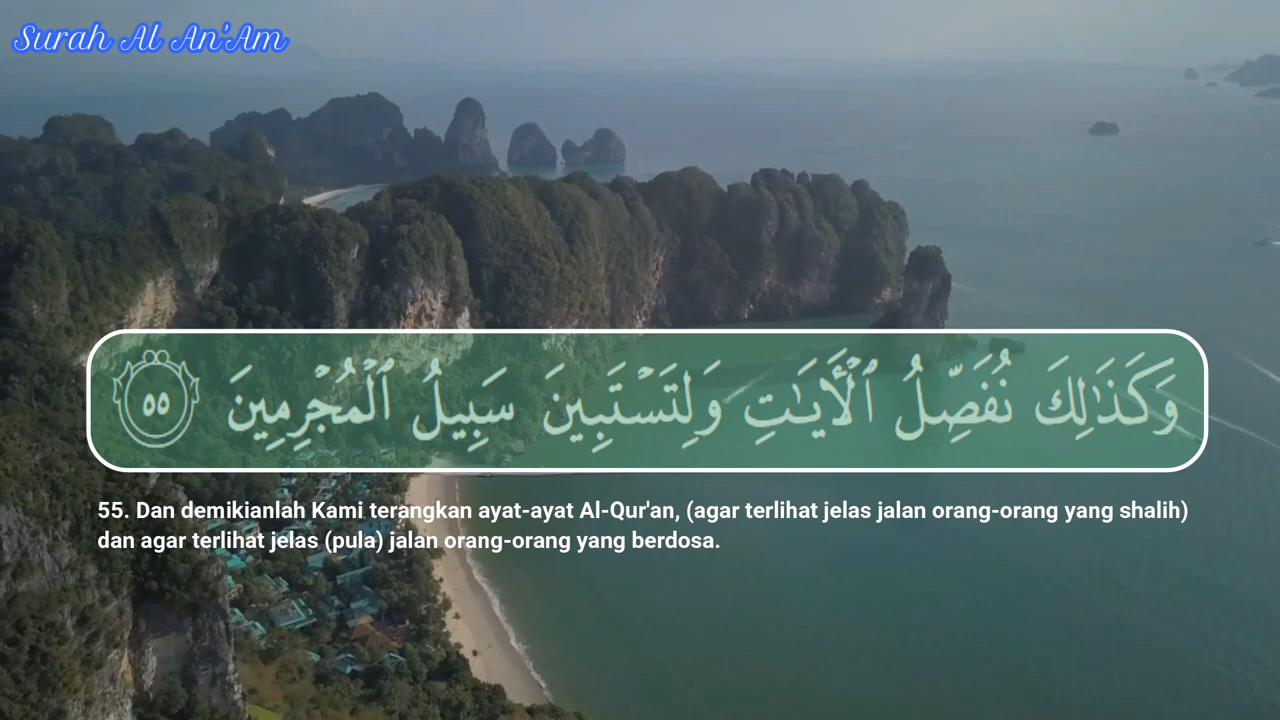 Surah Al An'Am
وَكَذَٰلِكَ نُفَصِّلُ ٱلْأَيَـٰتِ وَلِتَسْتَبِينَ سَبِيلُ ٱلْمُجْرِمِينَ ٥٥
55. Dan demikianlah Kami terangkan ayat-ayat Al-Qur'an, (agar terlihat jelas jalan orang-orang yang shalih)
dan agar terlihat jelas (pula) jalan orang-orang yang berdosa.